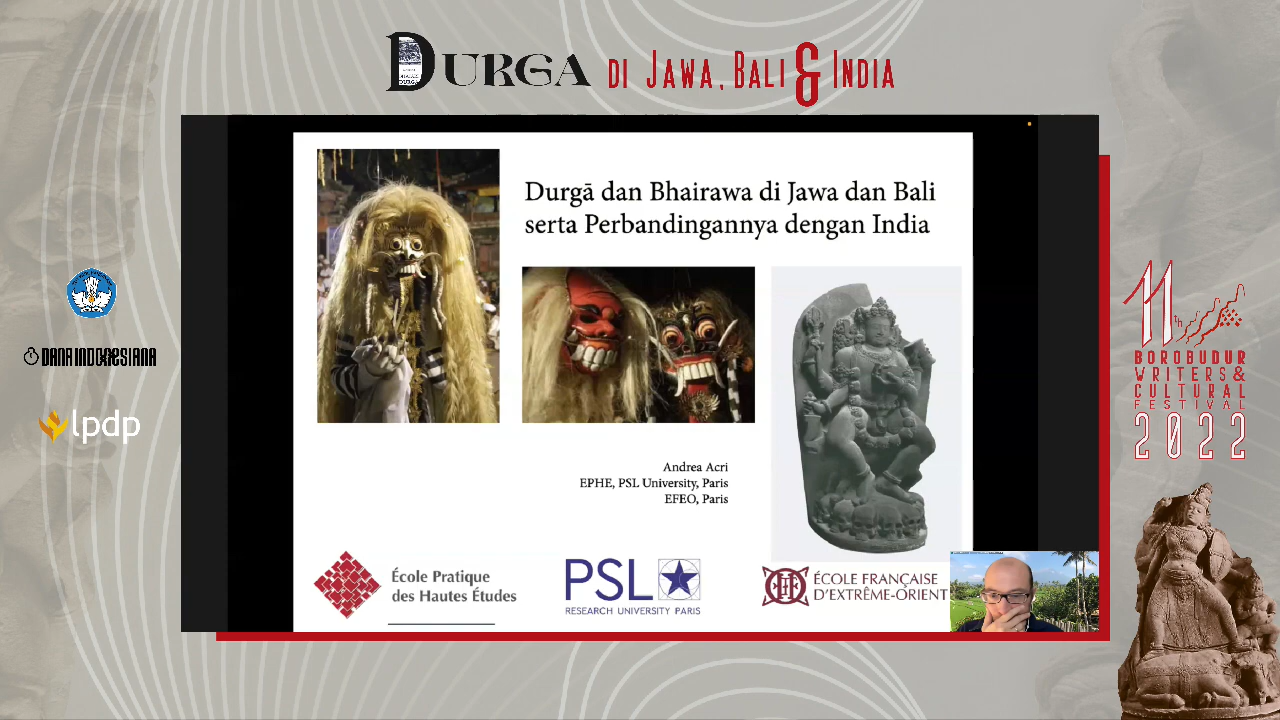 DURGA DI JAWA, BALI & INDIA
Durgā dan Bhairawa di Jawa dan Bali
serta Perbandingannya dengan India
Andrea Acri
EPHE, PSL University, Paris
EFEO, Paris
École Pratique
des Hautes Études
PSL
RESEARCH UNIVERSITY PARIS
ÉCOLE FRANÇAISE
D'EXTRÊME-ORIENT
DANA INDONESIANA
lpdp
11th
BOROBUDUR
WRITERS &
CULTURAL
FESTIVAL
2022